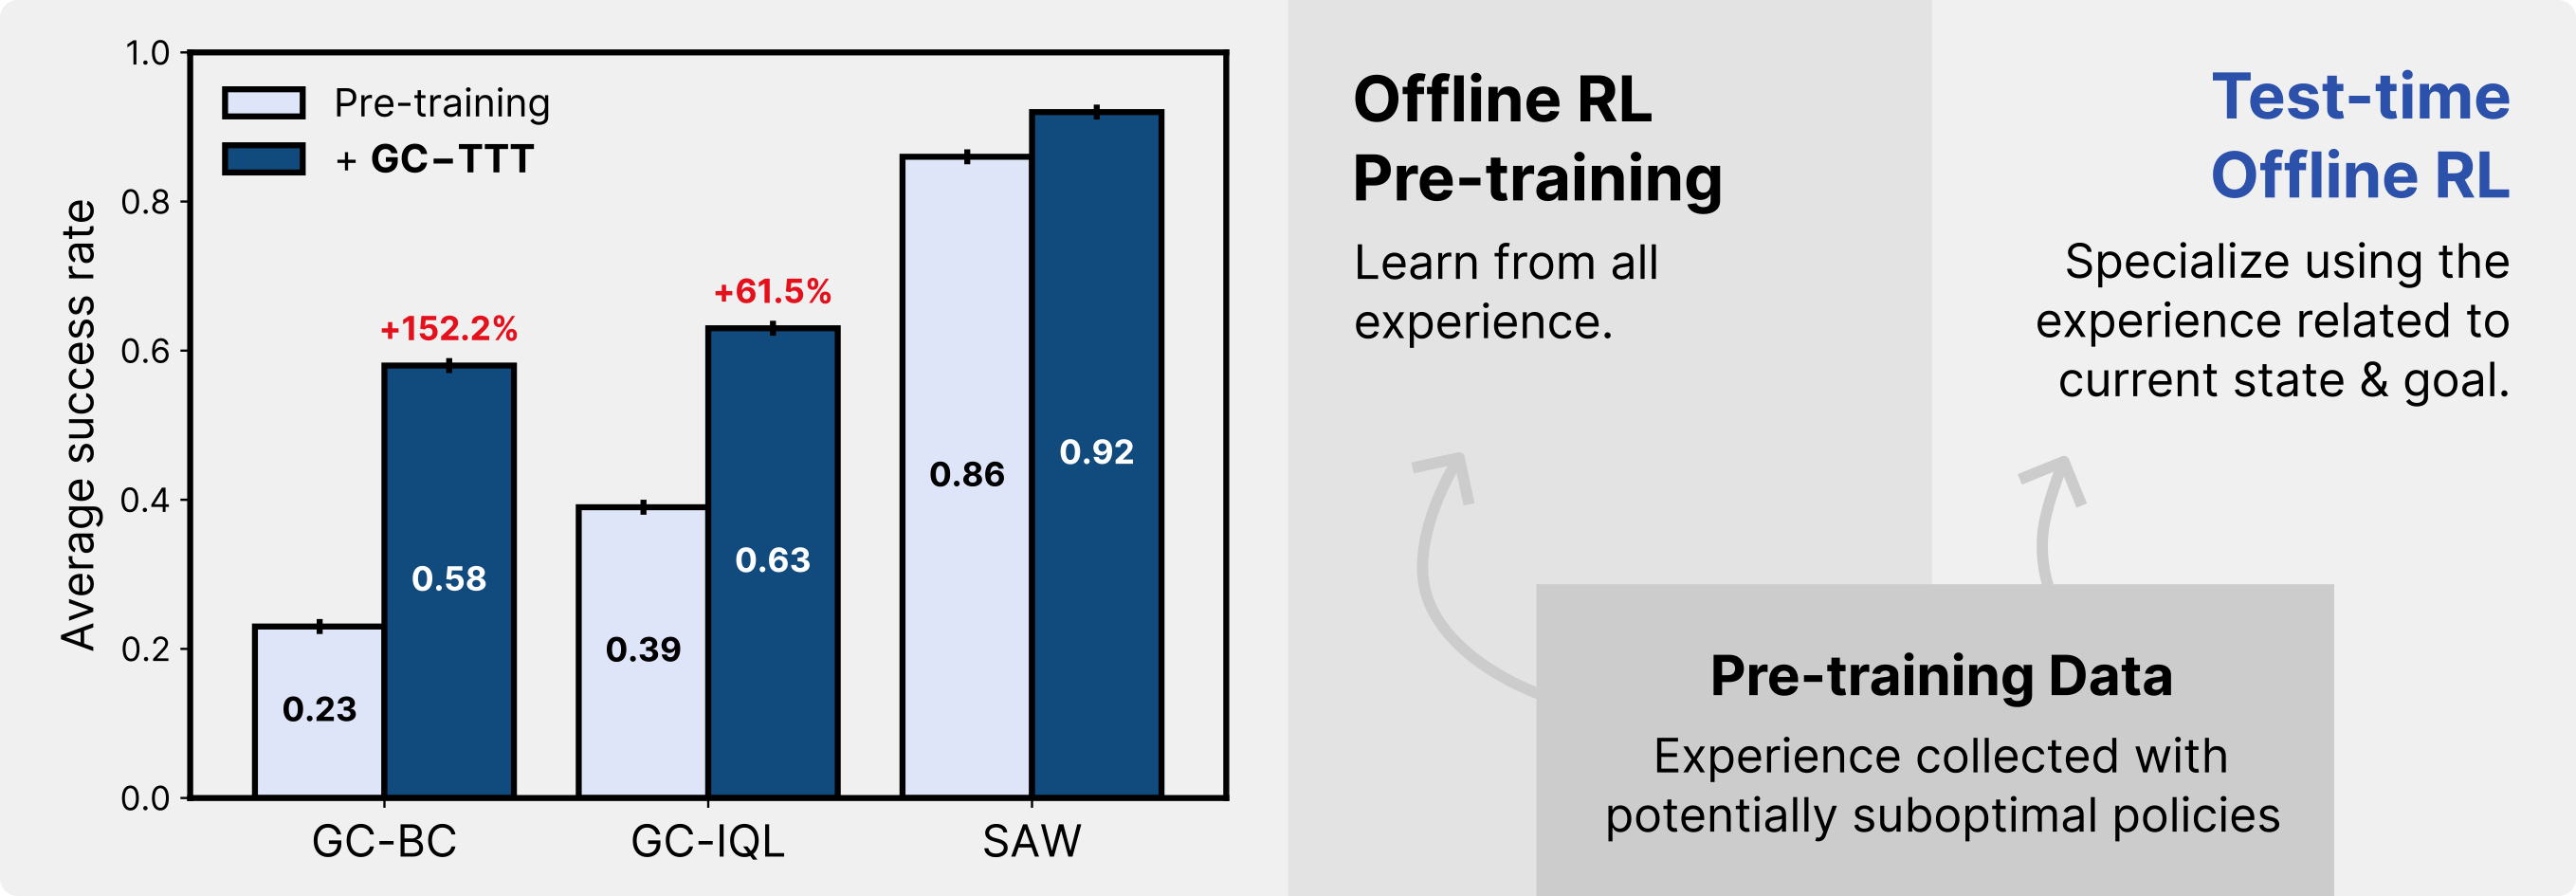 1.0
0.8
0.6
0.4
0.2
0.0
Average success rate
Pre-training
+ GC–TTT
+152.2%
+61.5%
0.23
0.58
0.39
0.63
0.86
0.92
GC-BC
GC-IQL
SAW
Offline RL
Pre-training
Learn from all
experience.
Test-time
Offline RL
Specialize using the
experience related to
current state & goal.
Pre-training Data
Experience collected with
potentially suboptimal policies